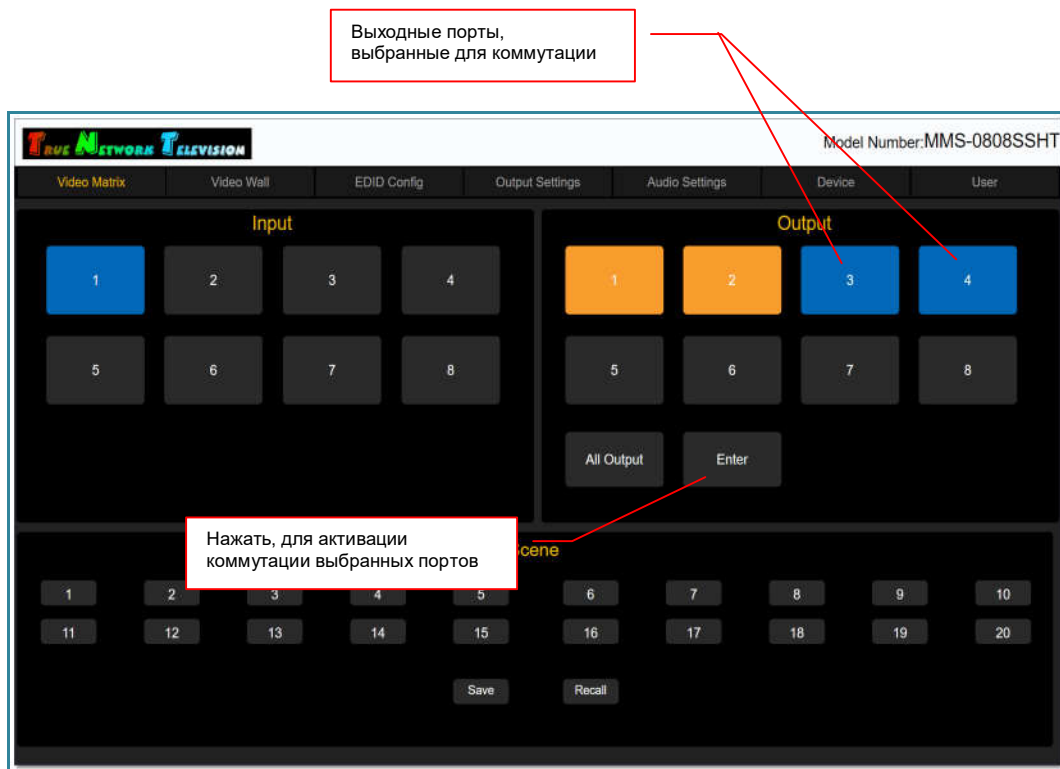 Выходные порты,
выбранные для коммутации
TRUE NETWORK TELEVISION
Model Number:MMS-0808SSHT
Video Matrix Video Wall EDID Config Output Settings Audio Settings Device User
Input
1 2 3 4
5 6 7 8
Output
1 2 3 4
5 6 7 8
All Output Enter
Нажать, для активации
коммутации выбранных портов
cene
1 2 3 4 5 6 7 8 9 10
11 12 13 14 15 16 17 18 19 20
Save Recall